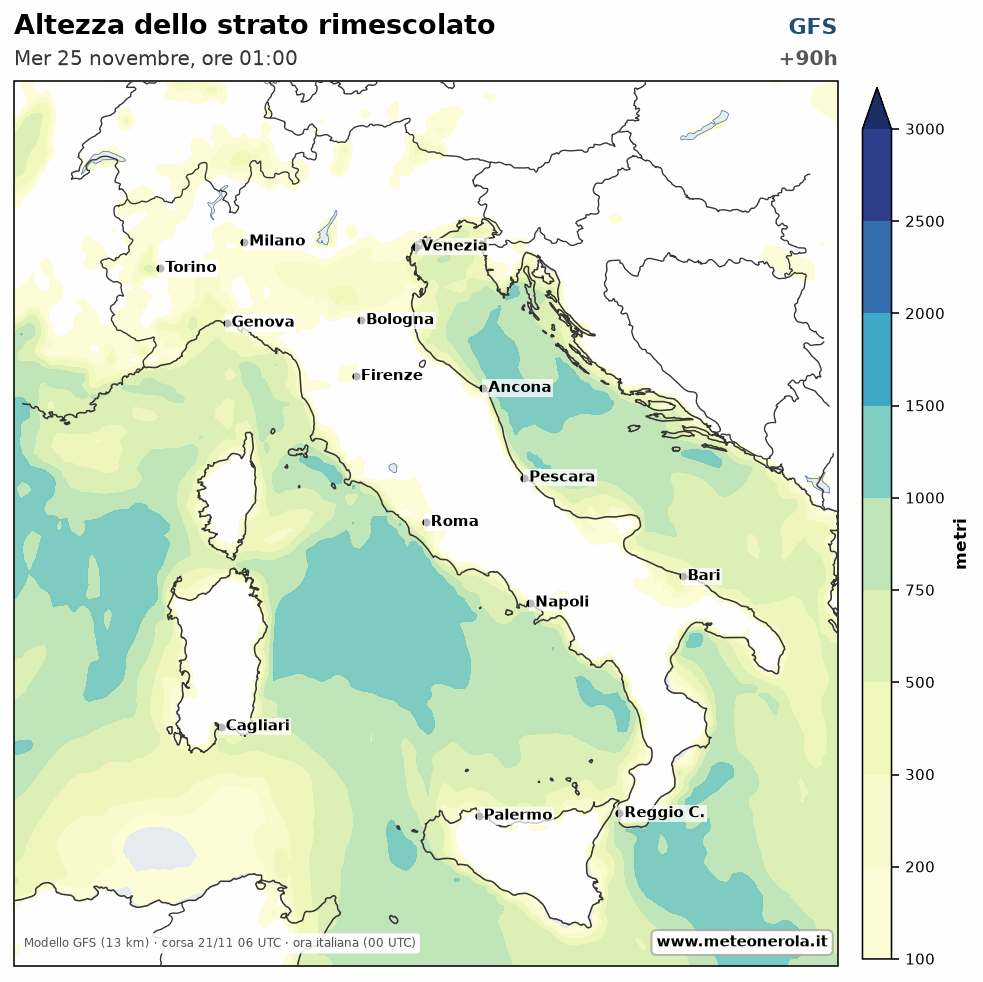 Altezza dello strato rimescolato
GFS
Mer 25 novembre, ore 01:00
+90h
3000
2500
2000
1500
1000
750
500
300
200
100
metri
Milano
Venezia
Torino
Genova
Bologna
Firenze
Ancona
Pescara
Roma
Bari
Napoli
Cagliari
Palermo
Reggio C.
Modello GFS (13 km) · corsa 21/11 06 UTC · ora italiana (00 UTC)
www.meteonerola.it